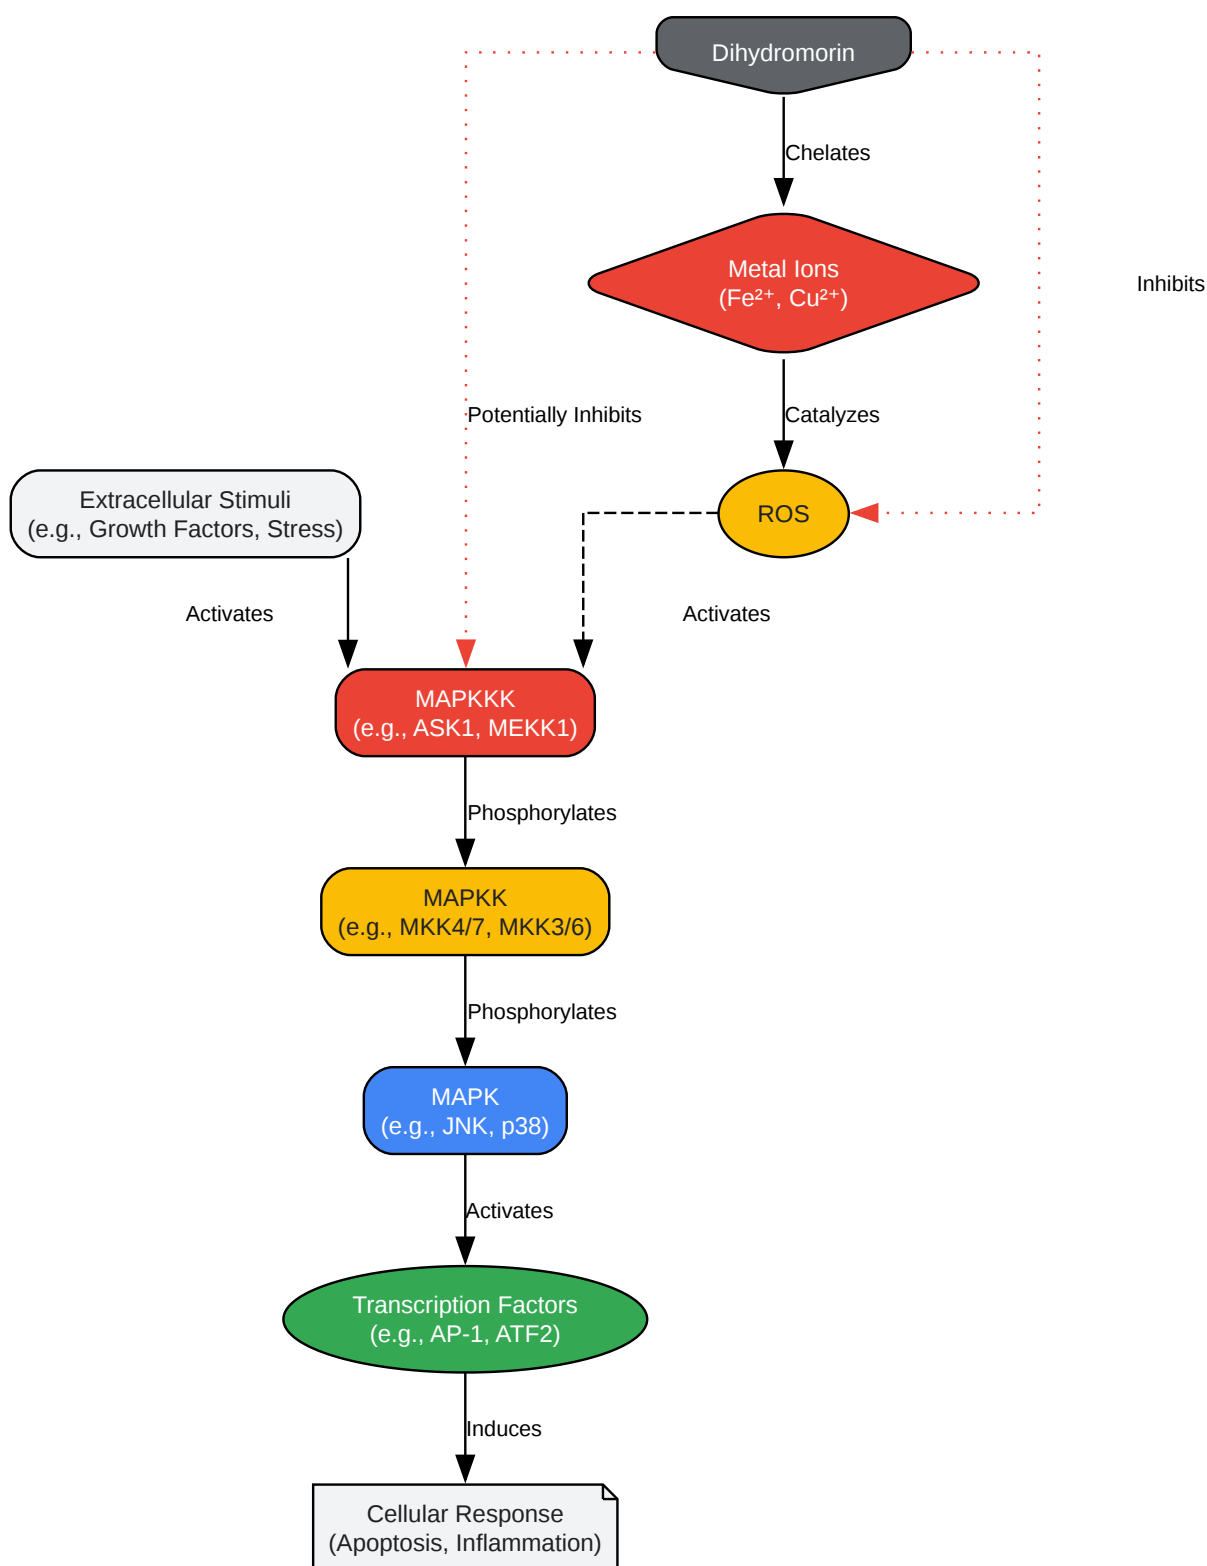 Dihydromorin
Chelates
Metal Ions
(Fe²⁺, Cu²⁺)
Inhibits
Potentially Inhibits
Catalyzes
Extracellular Stimuli
(e.g., Growth Factors, Stress)
ROS
Activates
Activates
MAPKKK
(e.g., ASK1, MEKK1)
Phosphorylates
MAPKK
(e.g., MKK4/7, MKK3/6)
Phosphorylates
MAPK
(e.g., JNK, p38)
Activates
Transcription Factors
(e.g., AP-1, ATF2)
Induces
Cellular Response
(Apoptosis, Inflammation)